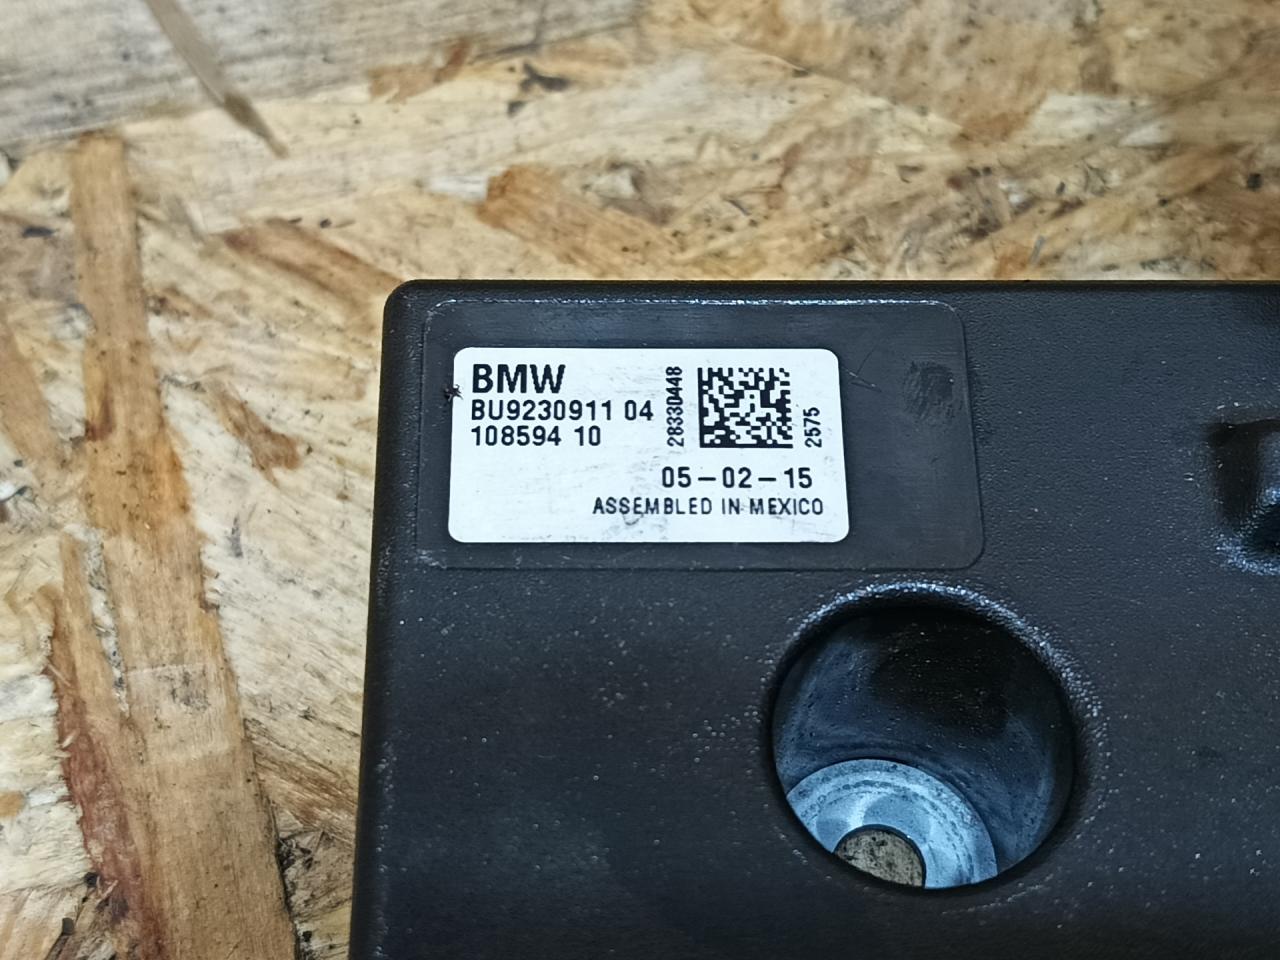 BMW
BU9230911 04
108594 10
28330448
2575
05-02-15
ASSEMBLED IN MEXICO